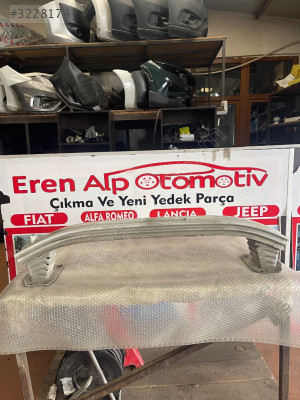 #322817
Eren Alp Otomotiv
Çıkma Ve Yeni Yedek Parça
FIAT ALFA ROMEO LANCIA JEEP